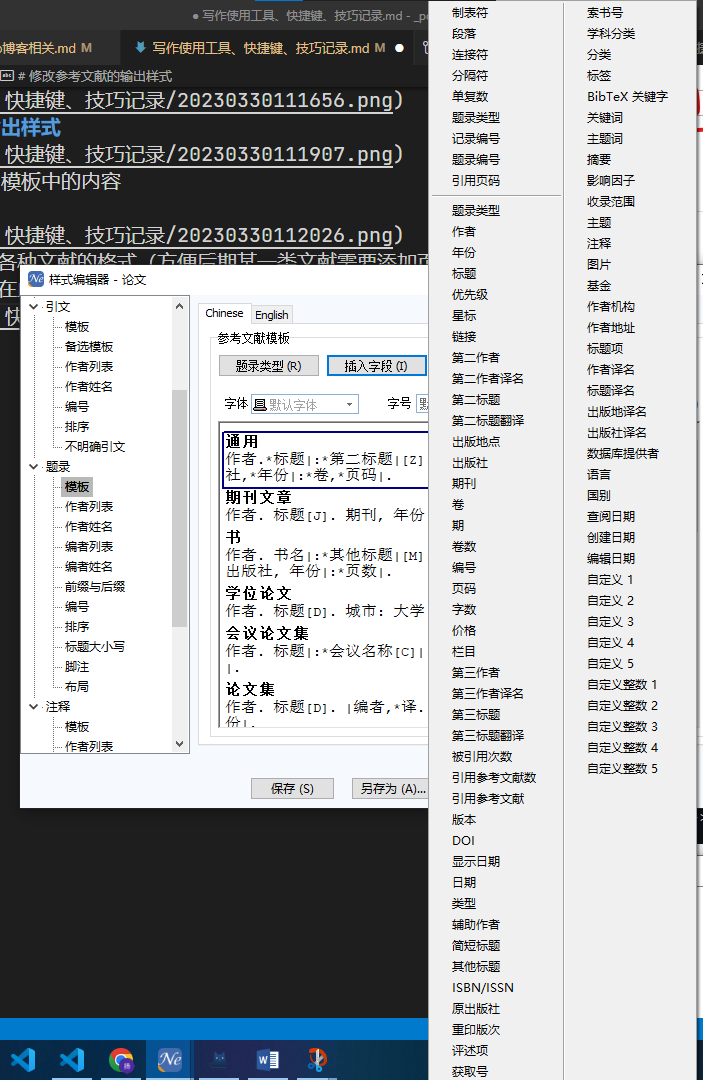 ● 写作使用工具、快捷键、技巧记录.md - _po
博客相关.md M
写作使用工具、快捷键、技巧记录.md M ●
# 修改参考文献的输出样式
快捷键、技巧记录/20230330111656.png)
出样式
快捷键、技巧记录/20230330111907.png)
模板中的内容
快捷键、技巧记录/20230330112026.png)
各种文献的格式（方便后期某一类文献需要添加页
在
快
样式编辑器 - 论文
引文
模板
备选模板
作者列表
作者姓名
编号
排序
不明确引文
题录
模板
作者列表
作者姓名
编者列表
编者姓名
前缀与后缀
编号
排序
标题大小写
脚注
布局
注释
模板
作者列表
Chinese
English
参考文献模板
题录类型 (R)
插入字段 (I)
字体
默认字体
字号
默
通用
作者.*标题|:*第二标题|[Z]
社,*年份|:*卷,*页码|.
期刊文章
作者. 标题[J]. 期刊, 年份
书
作者. 书名|:*其他标题|[M]
出版社, 年份|:*页数|.
学位论文
作者. 标题[D]. 城市: 大学
会议论文集
作者. 标题|:*会议名称[C]|
|.
论文集
作者. 标题[D]. |编者,*译.
份|.
保存 (S)
另存为 (A)...
制表符
段落
连接符
分隔符
单复数
题录类型
记录编号
题录编号
引用页码
题录类型
作者
年份
标题
优先级
星标
链接
第二作者
第二作者译名
第二标题
第二标题翻译
出版地点
出版社
期刊
卷
期
卷数
编号
页码
字数
价格
栏目
第三作者
第三作者译名
第三标题
第三标题翻译
被引用次数
引用参考文献数
引用参考文献
版本
DOI
显示日期
日期
类型
辅助作者
简短标题
其他标题
ISBN/ISSN
原出版社
重印版次
评述项
获取号
索书号
学科分类
分类
标签
BibTeX 关键字
关键词
主题词
摘要
影响因子
收录范围
主题
注释
图片
基金
作者机构
作者地址
标题项
作者译名
标题译名
出版地译名
出版社译名
数据库提供者
语言
国别
查阅日期
创建日期
编辑日期
自定义 1
自定义 2
自定义 3
自定义 4
自定义 5
自定义整数 1
自定义整数 2
自定义整数 3
自定义整数 4
自定义整数 5